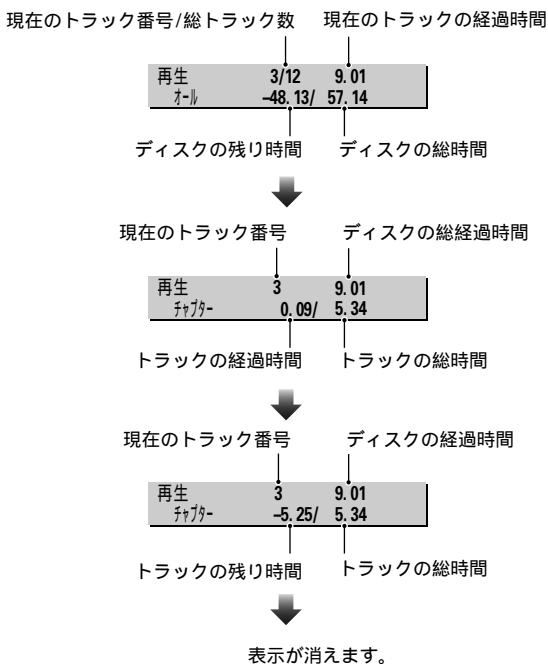 現在のトラック番号/総トラック数 現在のトラックの経過時間
再生 3/12 9.01
オール –48.13/ 57.14
ディスクの残り時間 ディスクの総時間
現在のトラック番号 ディスクの総経過時間
再生 3 9.01
チャプター 0.09/ 5.34
トラックの経過時間 トラックの総時間
現在のトラック番号 ディスクの経過時間
再生 3 9.01
チャプター –5.25/ 5.34
トラックの残り時間 トラックの総時間
表示が消えます。